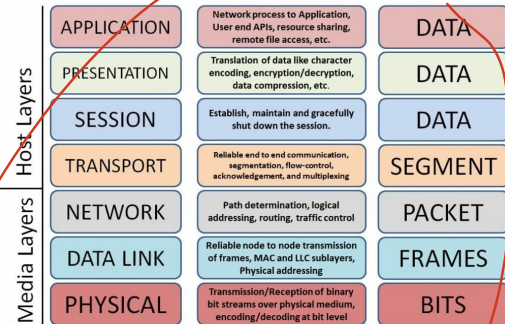 Host Layers
APPLICATION
Network process to Application,
User end APIs, resource sharing,
remote file access, etc.
DATA
PRESENTATION
Translation of data like character
encoding, encryption/decryption,
data compression, etc.
DATA
SESSION
Establish, maintain and gracefully
shut down the session.
DATA
TRANSPORT
Reliable end to end communication,
segmentation, flow-control,
acknowledgement, and multiplexing
SEGMENT
Media Layers
NETWORK
Path determination, logical
addressing, routing, traffic control
PACKET
DATA LINK
Reliable node to node transmission
of frames, MAC and LLC sublayers,
Physical addressing
FRAMES
PHYSICAL
Transmission/Reception of binary
bit streams over physical medium,
encoding/decoding at bit level
BITS